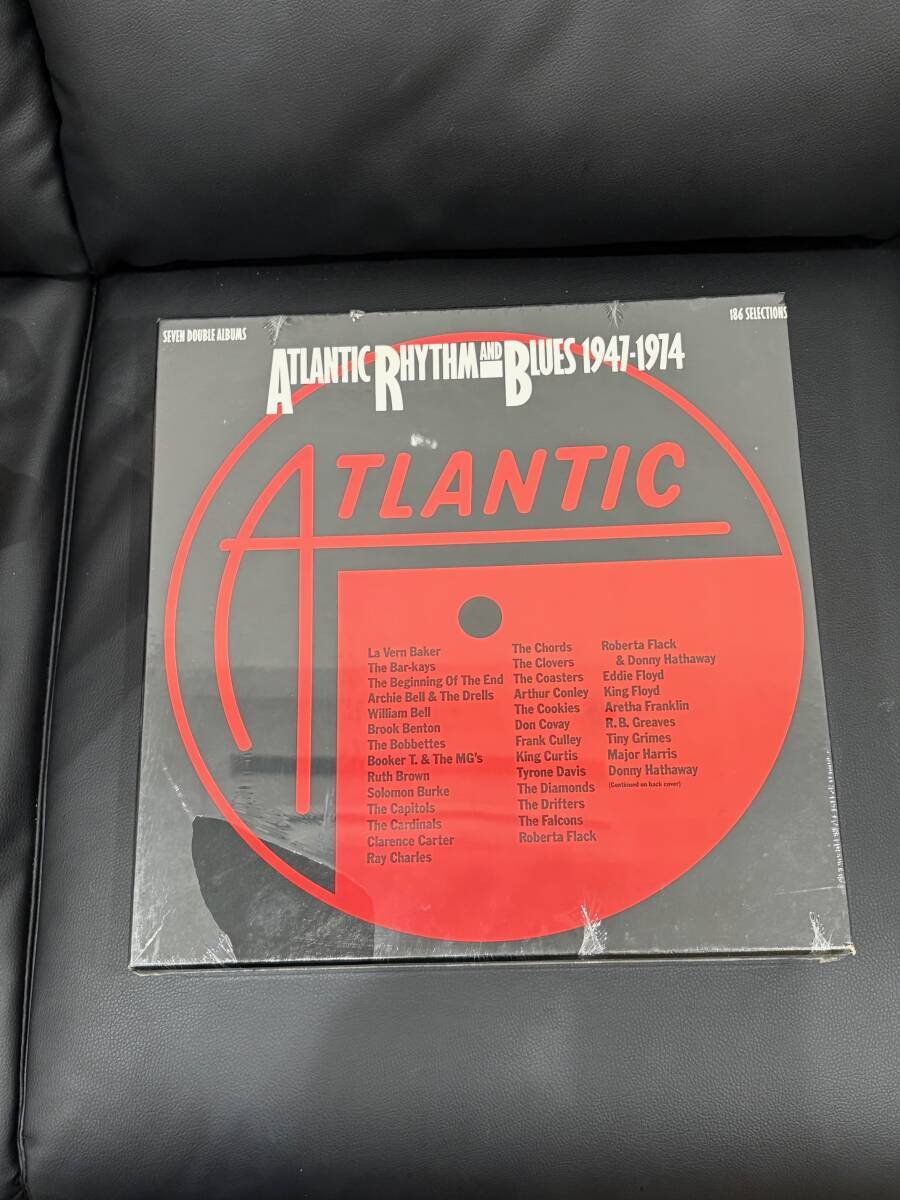 SEVEN DOUBLE ALBUMS
186 SELECTIONS
ATLANTIC RHYTHM AND BLUES 1947-1974
ATLANTIC
La Vern Baker
The Bar-kays
The Beginning Of The End
Archie Bell & The Drells
William Bell
Brook Benton
The Bobbettes
Booker T. & The MG's
Ruth Brown
Solomon Burke
The Capitols
The Cardinals
Clarence Carter
Ray Charles
The Chords
The Clovers
The Coasters
Arthur Conley
The Cookies
Don Covay
Frank Culley
King Curtis
Tyrone Davis
The Diamonds
The Drifters
The Falcons
Roberta Flack
Roberta Flack
& Donny Hathaway
Eddie Floyd
King Floyd
Aretha Franklin
R.B. Greaves
Tiny Grimes
Major Harris
Donny Hathaway
(Continued on back cover)